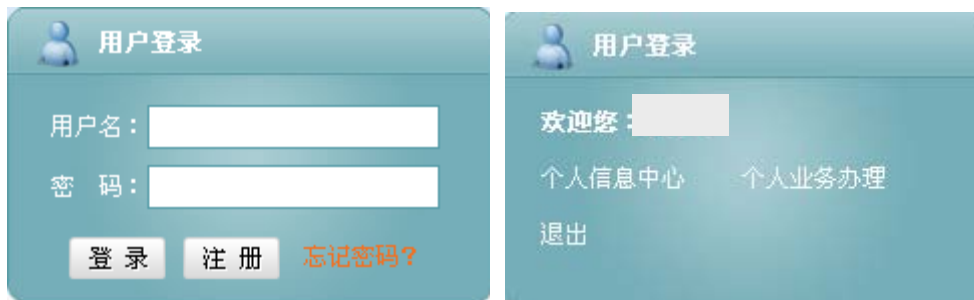 用户登录
用户名：
密 码：
登 录 注 册 忘记密码？
用户登录
欢迎您：
个人信息中心 个人业务办理
退出